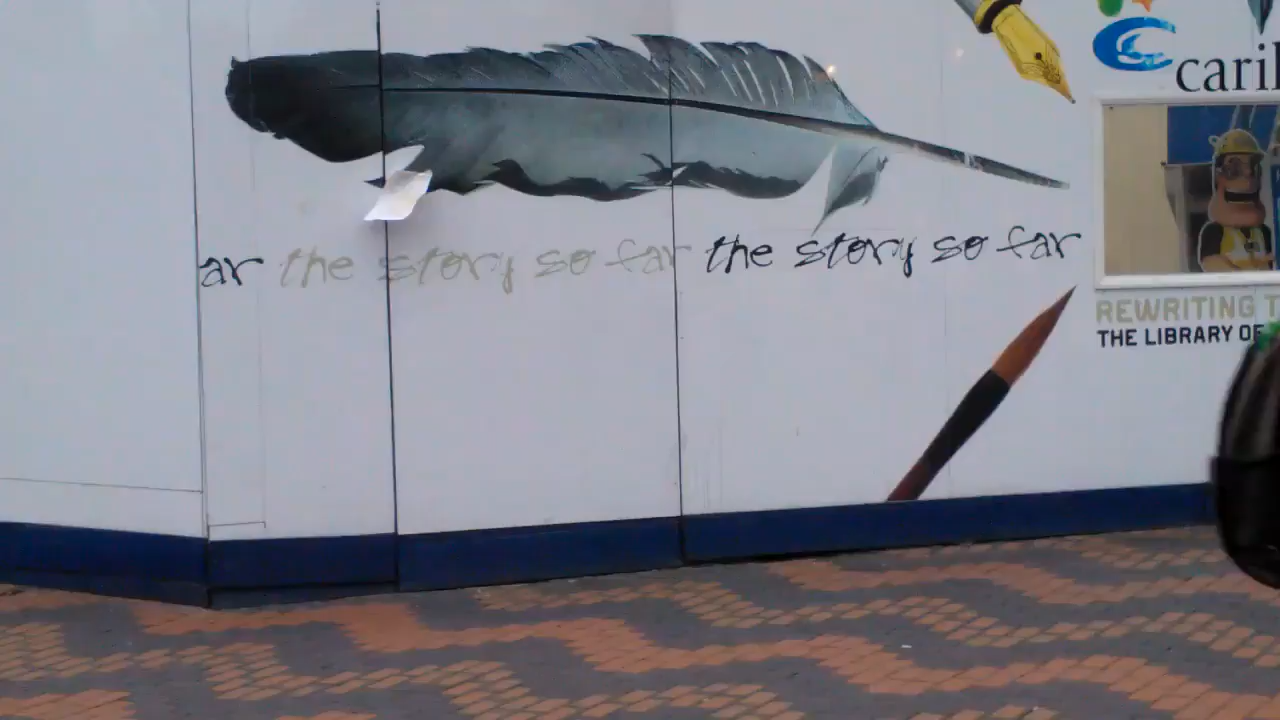 caril
ar the story so far the story so far
REWRITING T
THE LIBRARY OF